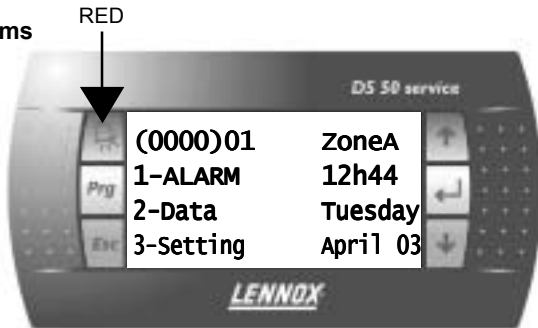 RED
ms
DS 50 service
(0000)01 ZoneA
1-ALARM 12h44
Prg
2-Data Tuesday
Esc
3-Setting April 03
LENNOX